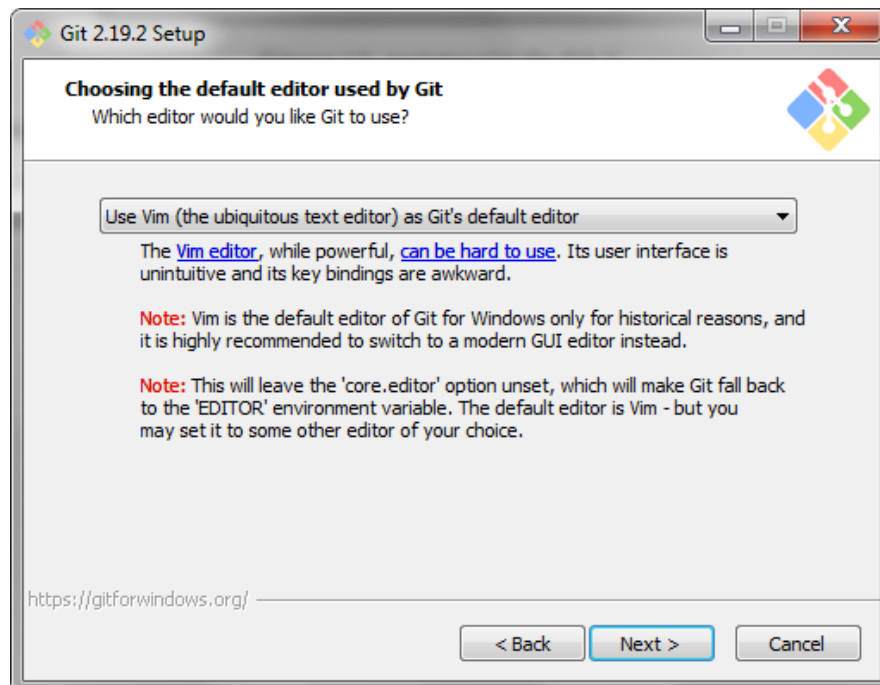 Git 2.19.2 Setup
Choosing the default editor used by Git
Which editor would you like Git to use?
Use Vim (the ubiquitous text editor) as Git's default editor
The Vim editor, while powerful, can be hard to use. Its user interface is
unintuitive and its key bindings are awkward.
Note: Vim is the default editor of Git for Windows only for historical reasons, and
it is highly recommended to switch to a modern GUI editor instead.
Note: This will leave the 'core.editor' option unset, which will make Git fall back
to the 'EDITOR' environment variable. The default editor is Vim - but you
may set it to some other editor of your choice.
https://gitforwindows.org/
< Back
Next >
Cancel